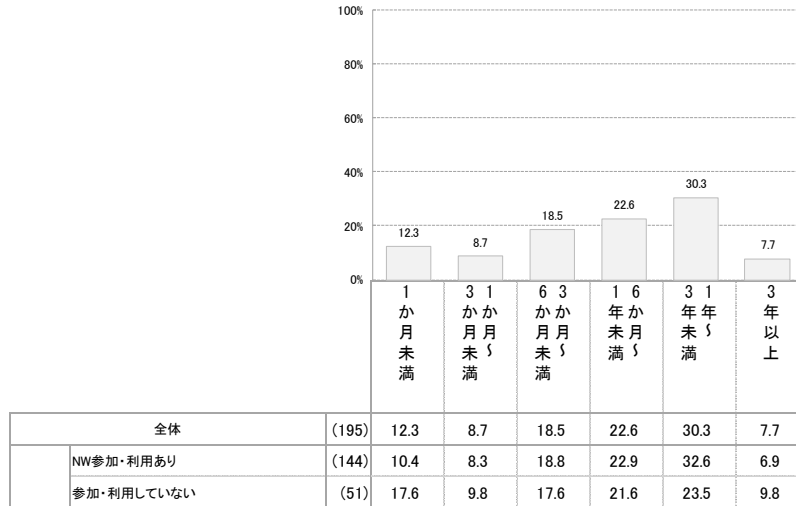 100%
80%
60%
40%
20%
0%
12.3
8.7
18.5
22.6
30.3
7.7
1か月未満
1か月～
3か月未満
3か月～
6か月未満
6か月～
1年未満
1年～
3年未満
3年以上
全体 (195) 12.3 8.7 18.5 22.6 30.3 7.7
NW参加・利用あり (144) 10.4 8.3 18.8 22.9 32.6 6.9
参加・利用していない (51) 17.6 9.8 17.6 21.6 23.5 9.8